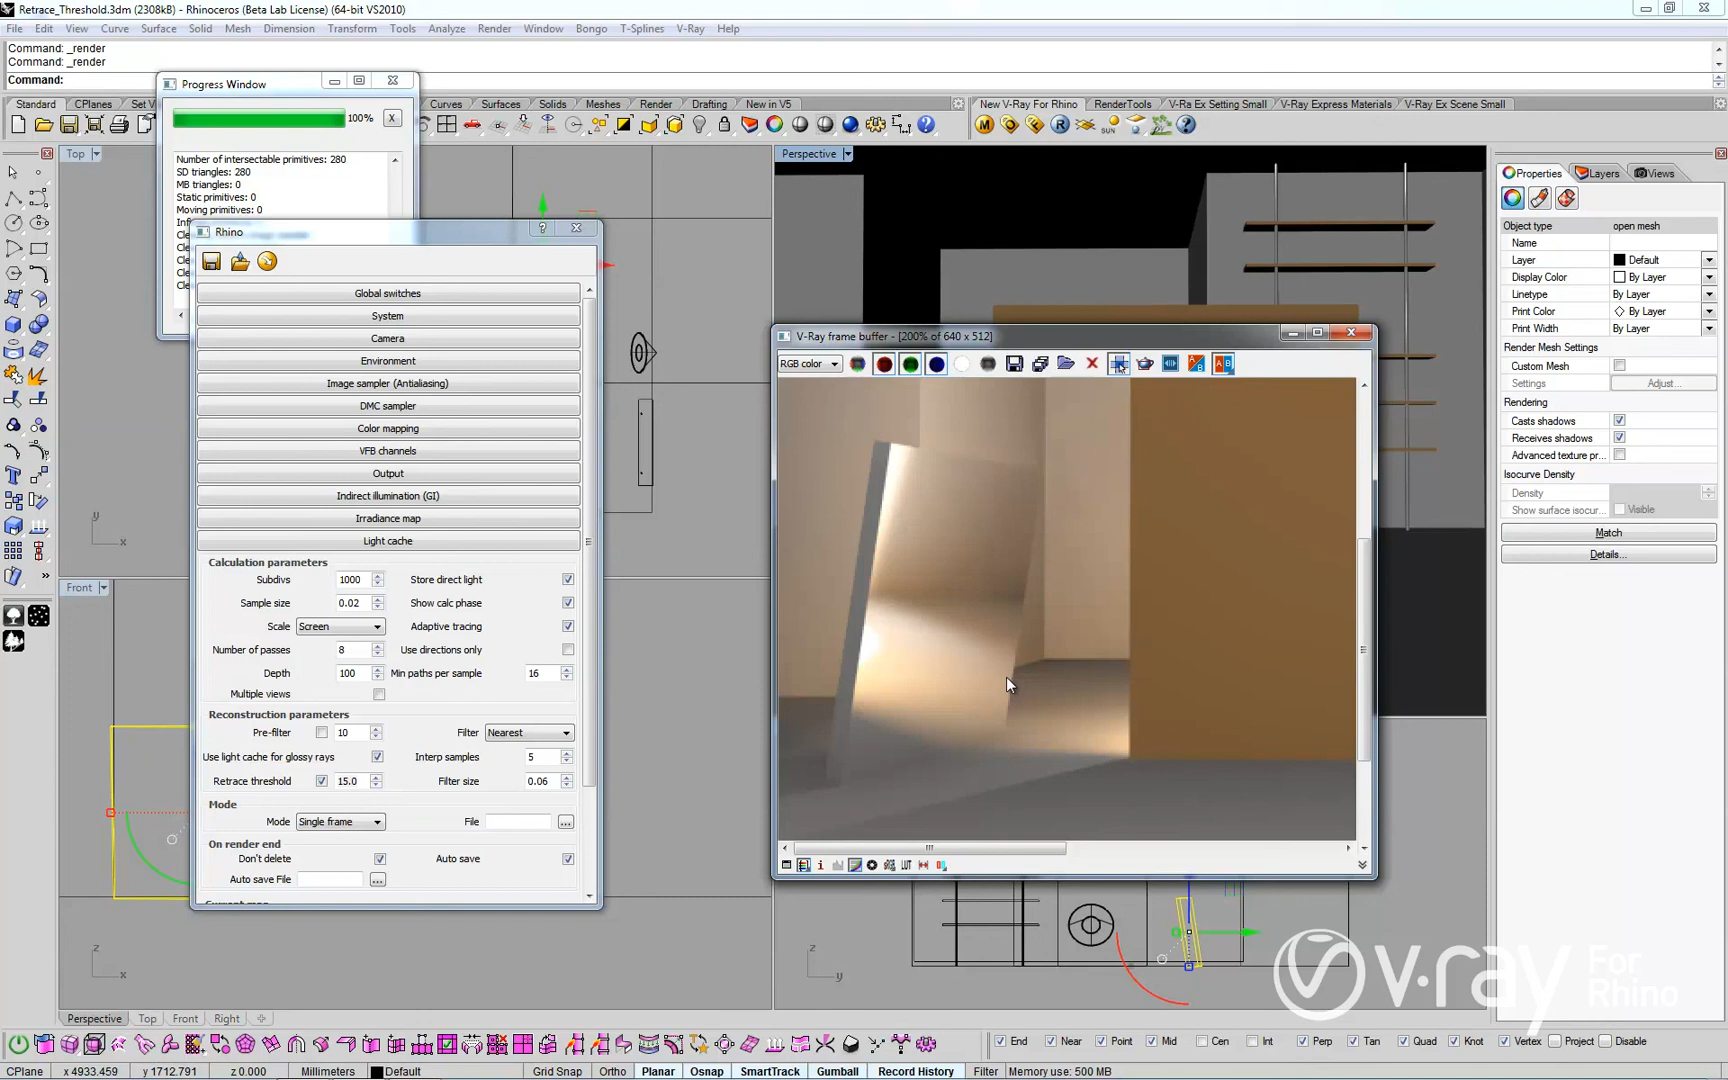 Retrace_Threshold.3dm (2308kB) - Rhinoceros (Beta Lab License) (64-bit VS2010)
File Edit View Curve Surface Solid Mesh Dimension Transform Tools Analyze Render Window Bongo T-Splines V-Ray Help
Command: _render
Command: _render
Command:
Progress Window
Standard CPlanes Set V Curves Surfaces Solids Meshes Render Drafting New in V5
New V-Ray For Rhino RenderTools V-Ra Ex Setting Small V-Ray Express Materials V-Ray Ex Scene Small
100% X
Top
Perspective
Properties Layers Views
Number of intersectable primitives: 280
SD triangles: 280
MB triangles: 0
Static primitives: 0
Moving primitives: 0
Rhino
Global switches
System
Camera
Environment
Image sampler (Antialiasing)
DMC sampler
Color mapping
VFB channels
Output
Indirect illumination (GI)
Irradiance map
Light cache
Calculation parameters
Subdivs 1000 Store direct light
Sample size 0.02 Show calc phase
Scale Screen Adaptive tracing
Number of passes 8 Use directions only
Depth 100 Min paths per sample 16
Multiple views
Reconstruction parameters
Pre-filter 10 Filter Nearest
Use light cache for glossy rays Interp samples 5
Retrace threshold 15.0 Filter size 0.06
Mode
Mode Single frame File ...
On render end
Don't delete Auto save
Auto save File ...
V-Ray frame buffer - [200% of 640 x 512]
RGB color
LUT
Object type open mesh
Name
Layer Default
Display Color By Layer
Linetype By Layer
Print Color By Layer
Print Width By Layer
Render Mesh Settings
Custom Mesh
Settings Adjust...
Rendering
Casts shadows
Receives shadows
Advanced texture pr...
Isocurve Density
Density
Show surface isocur... Visible
Match
Details...
Front
y
x
z
x
z
y
v·ray For Rhino
Perspective Top Front Right
End Near Point Mid Cen Int Perp Tan Quad Knot Vertex Project Disable
CPlane x 4933.459 y 1712.791 z 0.000 Millimeters Default Grid Snap Ortho Planar Osnap SmartTrack Gumball Record History Filter Memory use: 500 MB